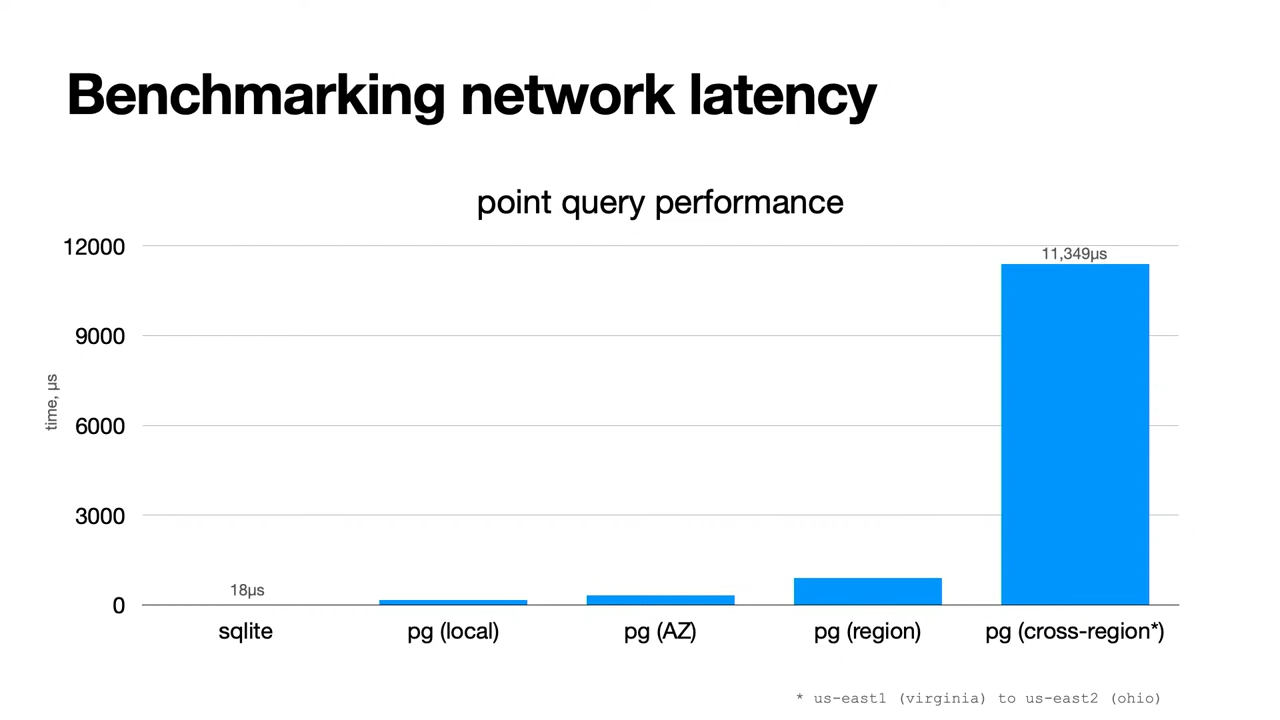 Benchmarking network latency
point query performance
12000
9000
6000
3000
0
time, µs
18µs
11,349µs
sqlite
pg (local)
pg (AZ)
pg (region)
pg (cross-region*)
* us-east1 (virginia) to us-east2 (ohio)